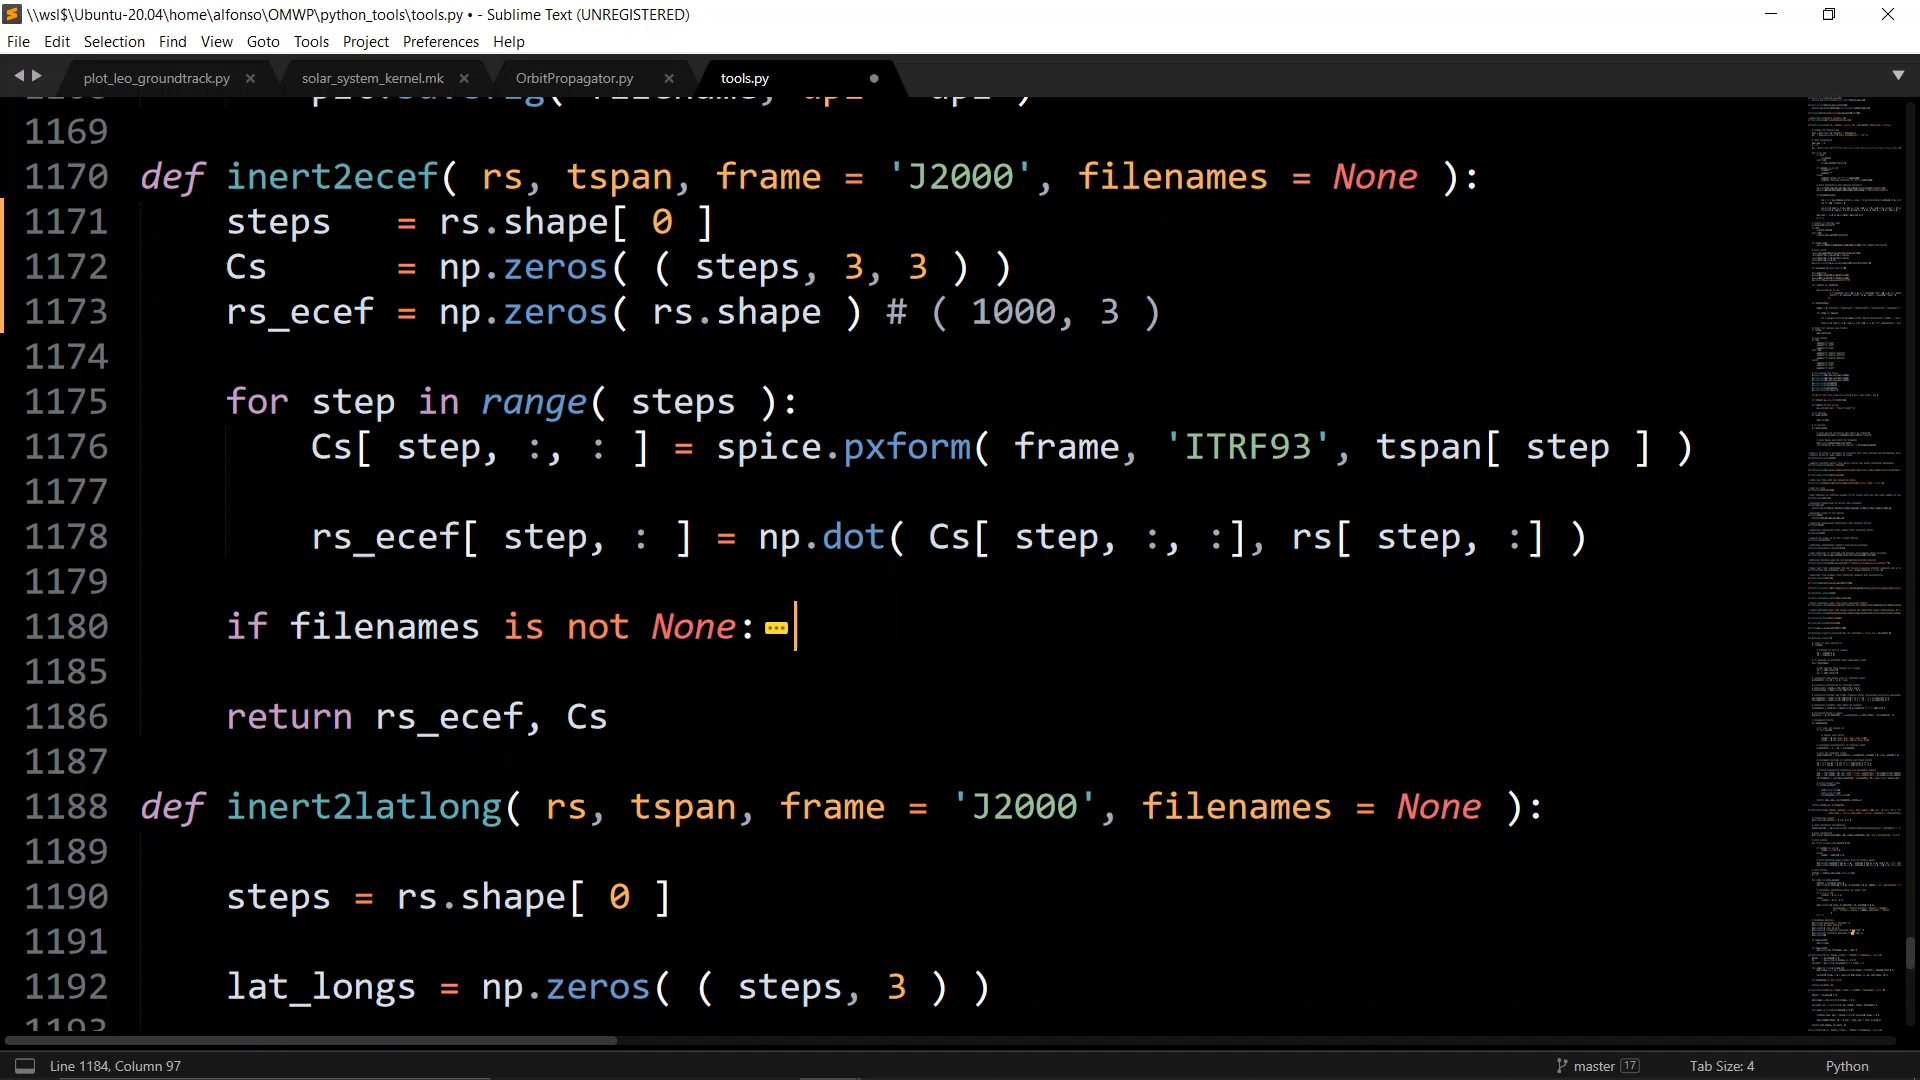 \\wsl$\Ubuntu-20.04\home\alfonso\OMWP\python_tools\tools.py • - Sublime Text (UNREGISTERED)
File Edit Selection Find View Goto Tools Project Preferences Help
plot_leo_groundtrack.py solar_system_kernel.mk OrbitPropagator.py tools.py
1169
1170 def inert2ecef( rs, tspan, frame = 'J2000', filenames = None ):
1171 steps = rs.shape[ 0 ]
1172 Cs = np.zeros( ( steps, 3, 3 ) )
1173 rs_ecef = np.zeros( rs.shape ) # ( 1000, 3 )
1174
1175 for step in range( steps ):
1176 Cs[ step, :, : ] = spice.pxform( frame, 'ITRF93', tspan[ step ] )
1177
1178 rs_ecef[ step, : ] = np.dot( Cs[ step, :, :], rs[ step, :] )
1179
1180 if filenames is not None:
1185
1186 return rs_ecef, Cs
1187
1188 def inert2latlong( rs, tspan, frame = 'J2000', filenames = None ):
1189
1190 steps = rs.shape[ 0 ]
1191
1192 lat_longs = np.zeros( ( steps, 3 ) )
1193
Line 1184, Column 97 master 17 Tab Size: 4 Python